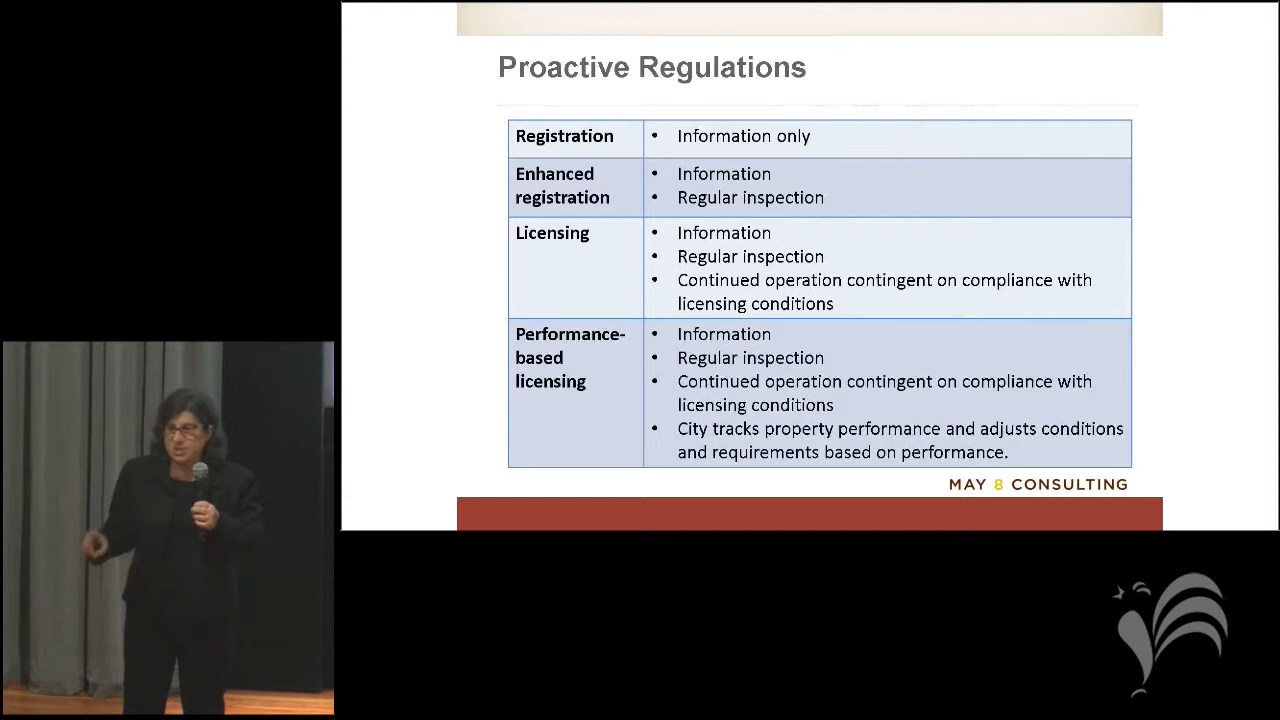 Proactive Regulations
Registration
• Information only
Enhanced
registration
• Information
• Regular inspection
Licensing
• Information
• Regular inspection
• Continued operation contingent on compliance with
licensing conditions
Performance-
based
licensing
• Information
• Regular inspection
• Continued operation contingent on compliance with
licensing conditions
• City tracks property performance and adjusts conditions
and requirements based on performance.
MAY 8 CONSULTING